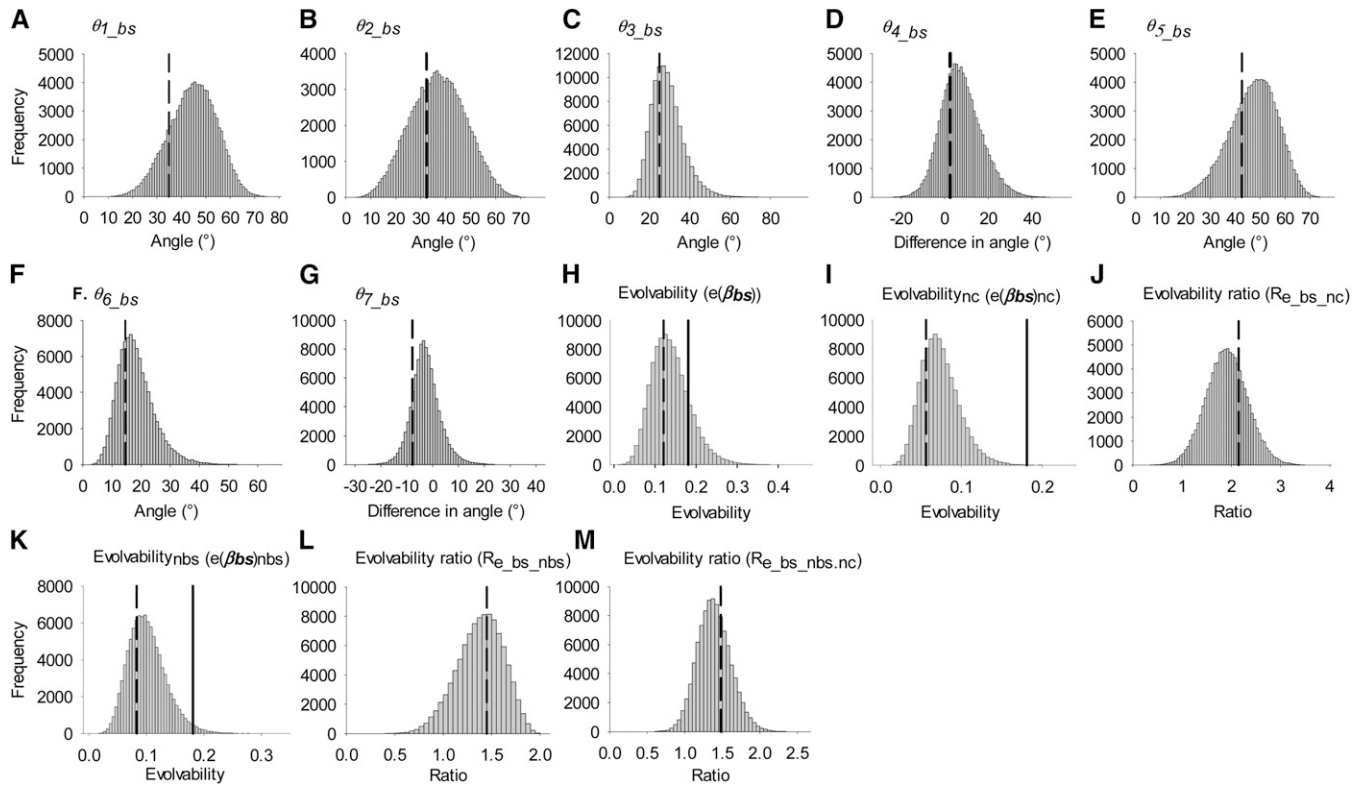 A
θ1_bs
5000
4000
3000
2000
1000
0
Frequency
0 10 20 30 40 50 60 70 80
Angle (°)
B
θ2_bs
4000
3000
2000
1000
0
0 10 20 30 40 50 60 70
Angle (°)
C
θ3_bs
12000
10000
8000
6000
4000
2000
0
20 40 60 80
Angle (°)
D
θ4_bs
5000
4000
3000
2000
1000
0
-20 0 20 40
Difference in angle (°)
E
θ5_bs
5000
4000
3000
2000
1000
0
0 10 20 30 40 50 60 70
Angle (°)
F
F. θ6_bs
8000
6000
4000
2000
0
Frequency
0 10 20 30 40 50 60
Angle (°)
G
θ7_bs
10000
8000
6000
4000
2000
0
-30 -20 -10 0 10 20 30 40
Difference in angle (°)
H
Evolvability (e(βbs))
10000
8000
6000
4000
2000
0
0.0 0.1 0.2 0.3 0.4
Evolvability
I
Evolvabilitync (e(βbs)nc)
10000
8000
6000
4000
2000
0
0.0 0.1 0.2
Evolvability
J
Evolvability ratio (Re_bs_nc)
6000
5000
4000
3000
2000
1000
0
0 1 2 3 4
Ratio
K
Evolvabilitynbs (e(βbs)nbs)
8000
6000
4000
2000
0
Frequency
0.0 0.1 0.2 0.3
Evolvability
L
Evolvability ratio (Re_bs_nbs)
10000
8000
6000
4000
2000
0
0.0 0.5 1.0 1.5 2.0
Ratio
M
Evolvability ratio (Re_bs_nbs.nc)
10000
8000
6000
4000
2000
0
0.0 0.5 1.0 1.5 2.0 2.5
Ratio